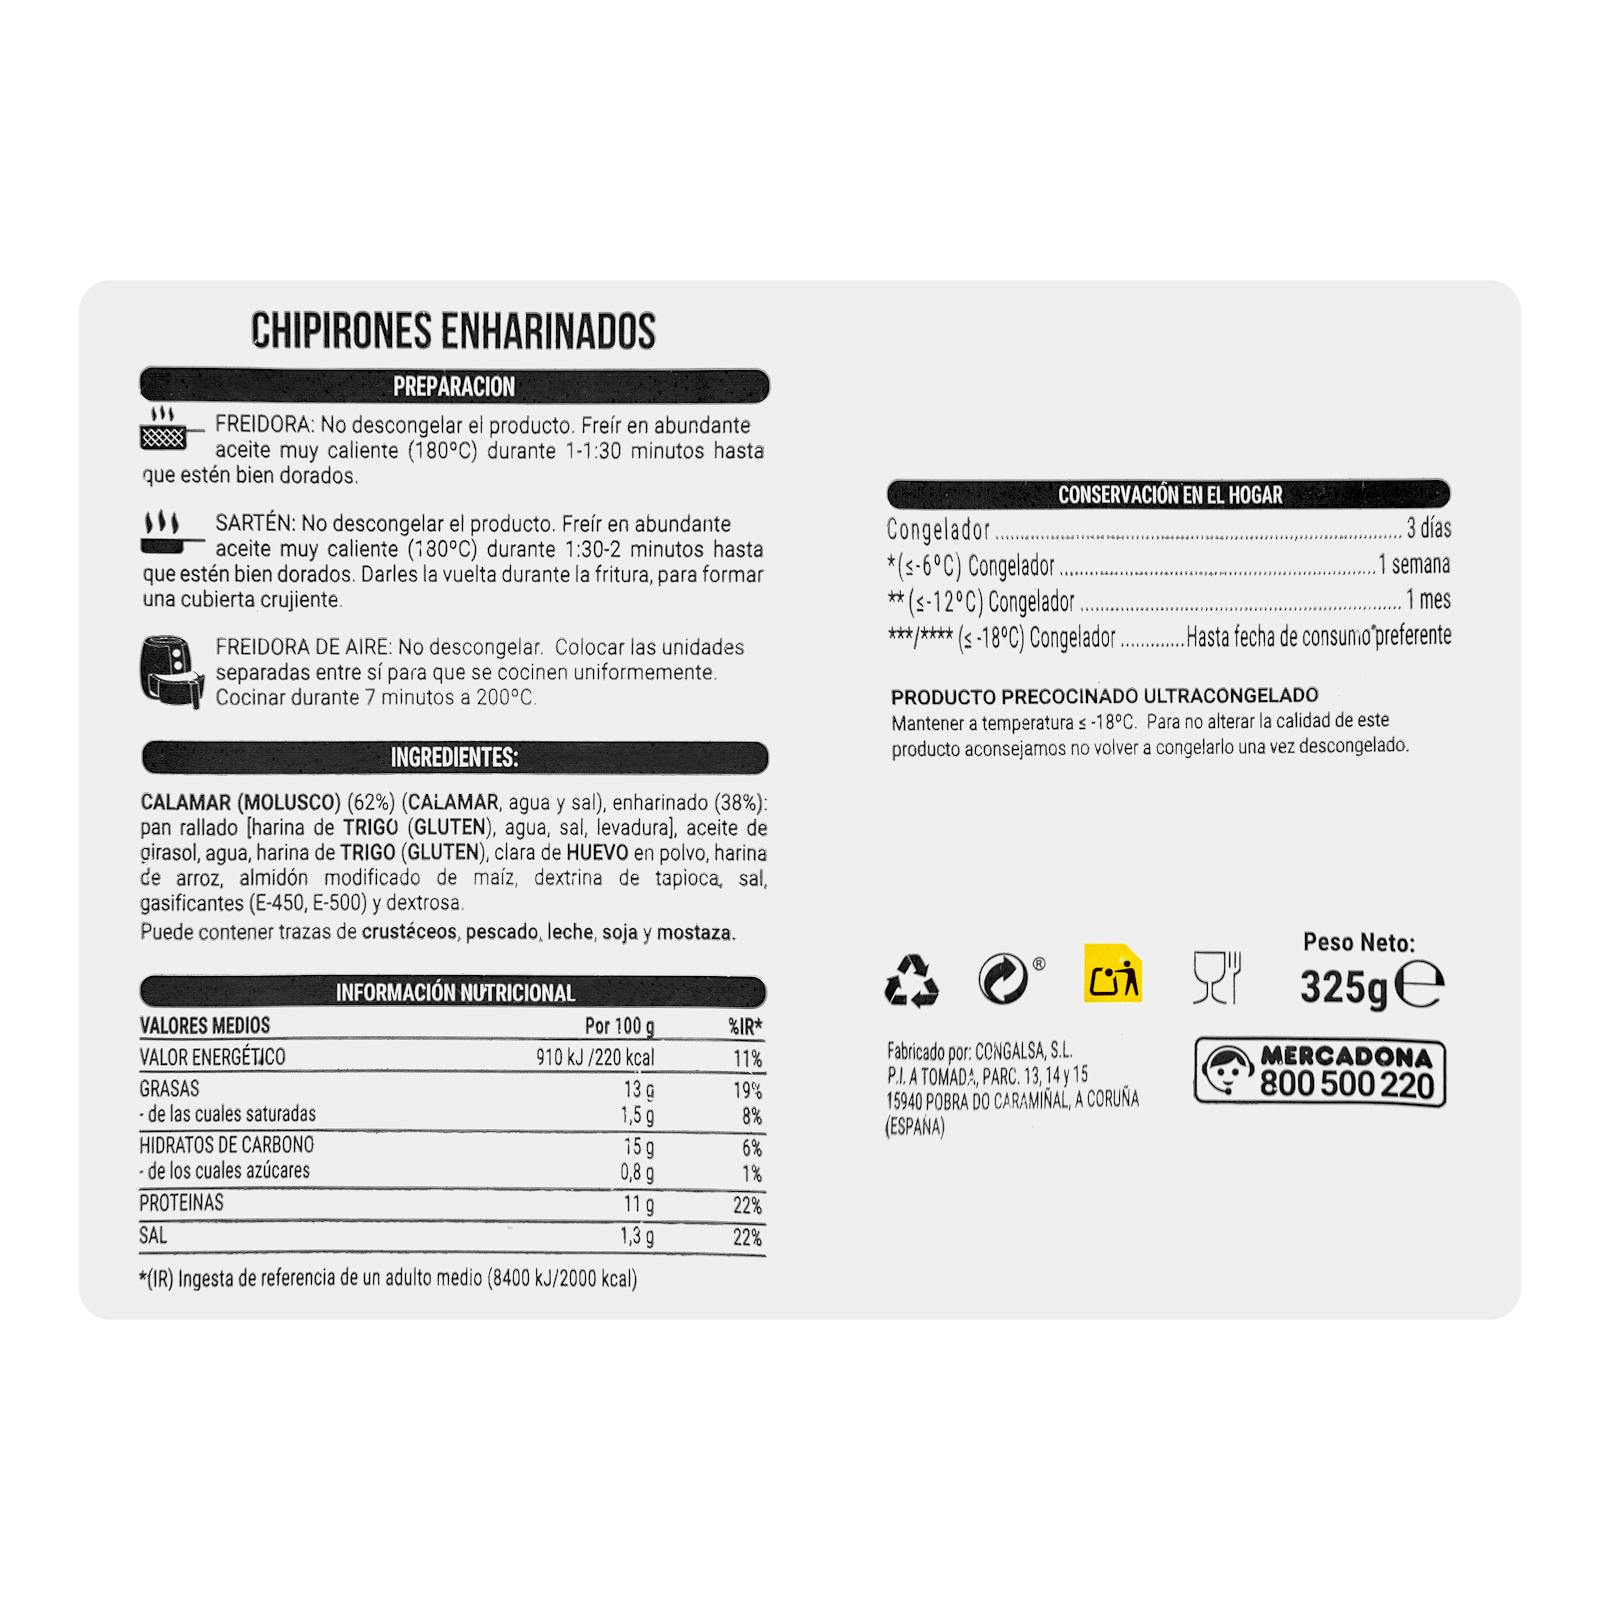 CHIPIRONES ENHARINADOS
PREPARACION
FREIDORA: No descongelar el producto. Freír en abundante
aceite muy caliente (180ºC) durante 1-1:30 minutos hasta
que estén bien dorados.
SARTÉN: No descongelar el producto. Freír en abundante
aceite muy caliente (180ºC) durante 1:30-2 minutos hasta
que estén bien dorados. Darles la vuelta durante la fritura, para formar
una cubierta crujiente.
FREIDORA DE AIRE: No descongelar. Colocar las unidades
separadas entre sí para que se cocinen uniformemente.
Cocinar durante 7 minutos a 200ºC.
INGREDIENTES:
CALAMAR (MOLUSCO) (62%) (CALAMAR, agua y sal), enharinado (38%):
pan rallado [harina de TRIGO (GLUTEN), agua, sal, levadura], aceite de
girasol, agua, harina de TRIGO (GLUTEN), clara de HUEVO en polvo, harina
de arroz, almidón modificado de maíz, dextrina de tapioca, sal,
gasificantes (E-450, E-500) y dextrosa.
Puede contener trazas de crustáceos, pescado, leche, soja y mostaza.
INFORMACIÓN NUTRICIONAL
VALORES MEDIOS Por 100 g %IR*
VALOR ENERGÉTICO 910 kJ /220 kcal 11%
GRASAS 13 g 19%
- de las cuales saturadas 1,5 g 8%
HIDRATOS DE CARBONO 15 g 6%
- de los cuales azúcares 0,8 g 1%
PROTEINAS 11 g 22%
SAL 1,3 g 22%
*(IR) Ingesta de referencia de un adulto medio (8400 kJ/2000 kcal)
CONSERVACIÓN EN EL HOGAR
Congelador ........ 3 días
*(≤-6ºC) Congelador ........ 1 semana
** (≤-12ºC) Congelador ........ 1 mes
***/**** (≤ -18ºC) Congelador ............. Hasta fecha de consumo preferente
PRODUCTO PRECOCINADO ULTRACONGELADO
Mantener a temperatura ≤ -18ºC. Para no alterar la calidad de este
producto aconsejamos no volver a congelarlo una vez descongelado.
®
Peso Neto:
325g e
Fabricado por: CONGALSA, S.L.
P.I. A TOMADA, PARC. 13, 14 y 15
15940 POBRA DO CARAMIÑAL, A CORUÑA
(ESPAÑA)
MERCADONA
800 500 220